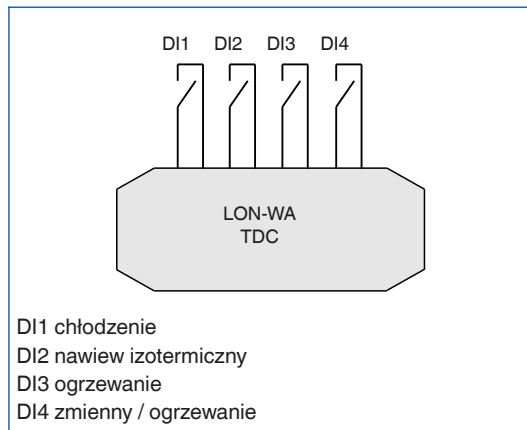 DI1 DI2 DI3 DI4
LON-WA
TDC
DI1 chłodzenie
DI2 nawiew izotermiczny
DI3 ogrzewanie
DI4 zmienny / ogrzewanie